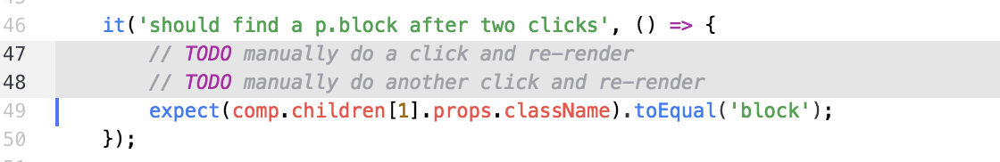 46 it('should find a p.block after two clicks', () => {
47 // TODO manually do a click and re-render
48 // TODO manually do another click and re-render
49 expect(comp.children[1].props.className).toEqual('block');
50 });